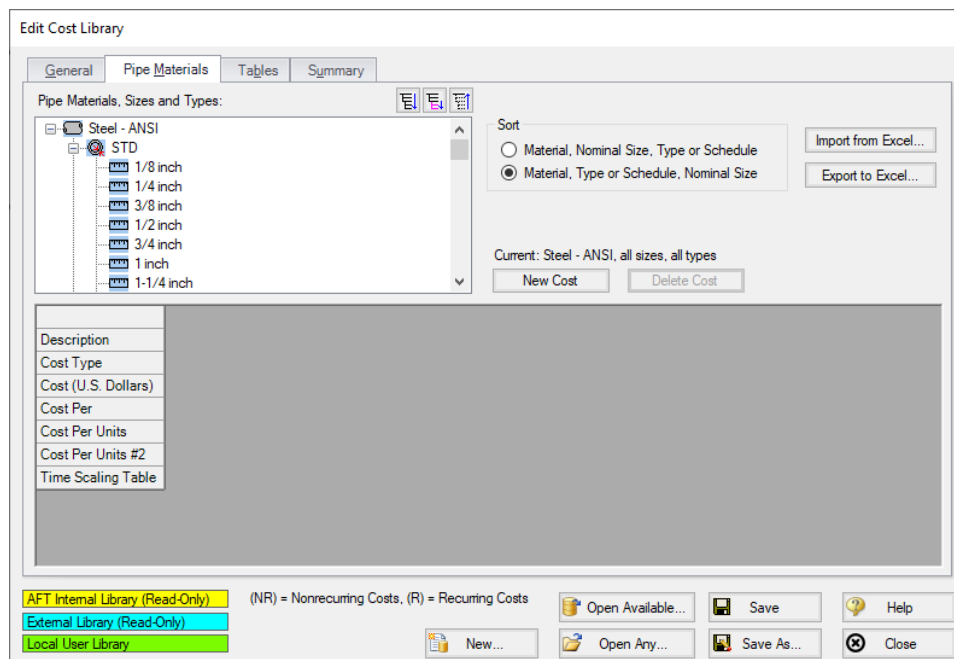 Edit Cost Library
General
Pipe Materials
Tables
Summary
Pipe Materials, Sizes and Types:
Steel - ANSI
STD
1/8 inch
1/4 inch
3/8 inch
1/2 inch
3/4 inch
1 inch
1-1/4 inch
Sort
Material, Nominal Size, Type or Schedule
Material, Type or Schedule, Nominal Size
Import from Excel...
Export to Excel...
Current: Steel - ANSI, all sizes, all types
New Cost
Delete Cost
Description
Cost Type
Cost (U.S. Dollars)
Cost Per
Cost Per Units
Cost Per Units #2
Time Scaling Table
AFT Internal Library (Read-Only)
External Library (Read-Only)
Local User Library
(NR) = Nonrecurring Costs, (R) = Recurring Costs
Open Available...
Save
Help
New...
Open Any...
Save As...
Close